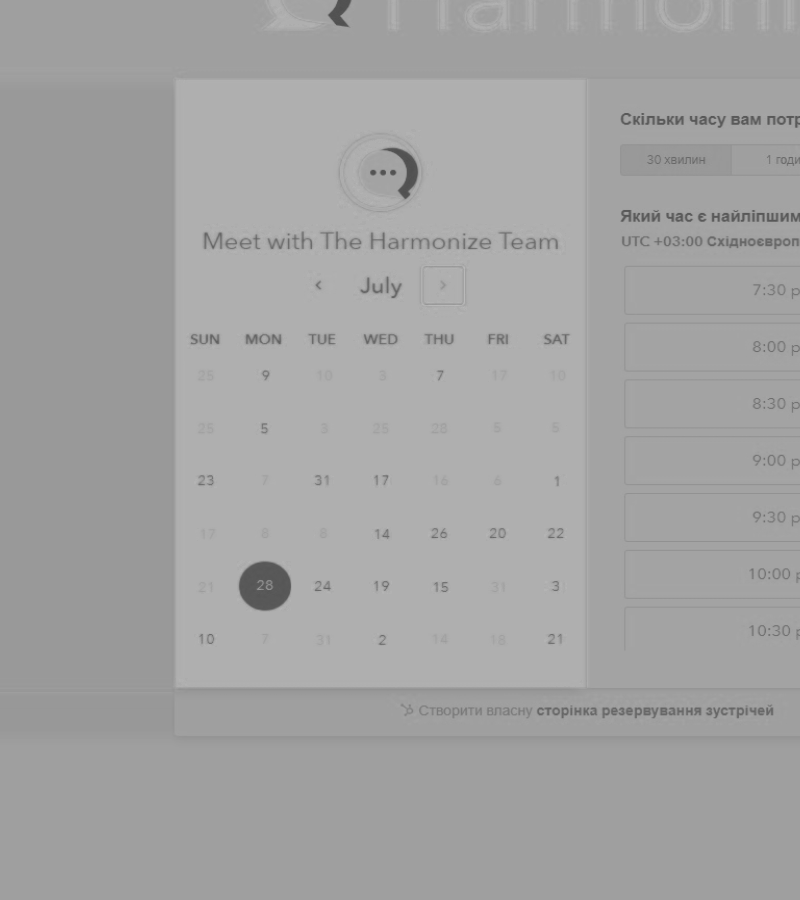 Harmoni
Meet with The Harmonize Team
July
SUN MON TUE WED THU FRI SAT
25 9 10 3 7 17 10
25 5 3 25 28 5 5
23 7 31 17 16 6 1
17 8 8 14 26 20 22
21 28 24 19 15 31 3
10 7 31 2 14 18 21
Скільки часу вам потр
30 хвилин 1 годи
Який час є найліпшим
UTC +03:00 Східноєвроп
7:30 p
8:00 p
8:30 p
9:00 p
9:30 p
10:00 p
10:30 p
Створити власну сторінка резервування зустрічей